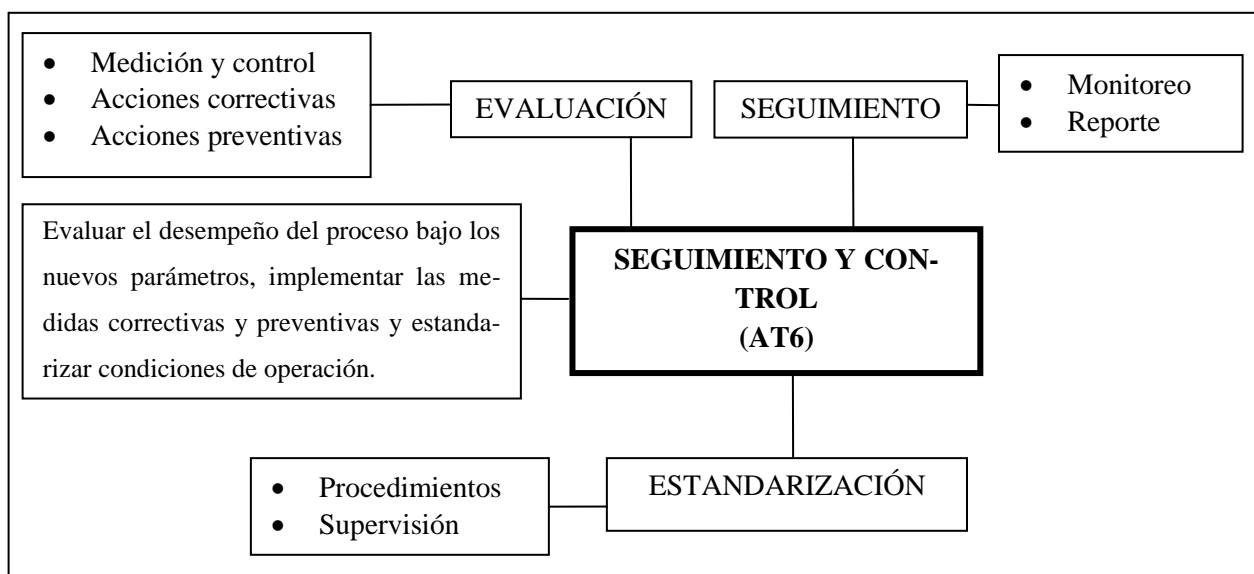 • Medición y control
• Acciones correctivas
• Acciones preventivas
EVALUACIÓN
SEGUIMIENTO
• Monitoreo
• Reporte
Evaluar el desempeño del proceso bajo los
nuevos parámetros, implementar las me-
didas correctivas y preventivas y estanda-
rizar condiciones de operación.
SEGUIMIENTO Y CON-
TROL
(AT6)
• Procedimientos
• Supervisión
ESTANDARIZACIÓN